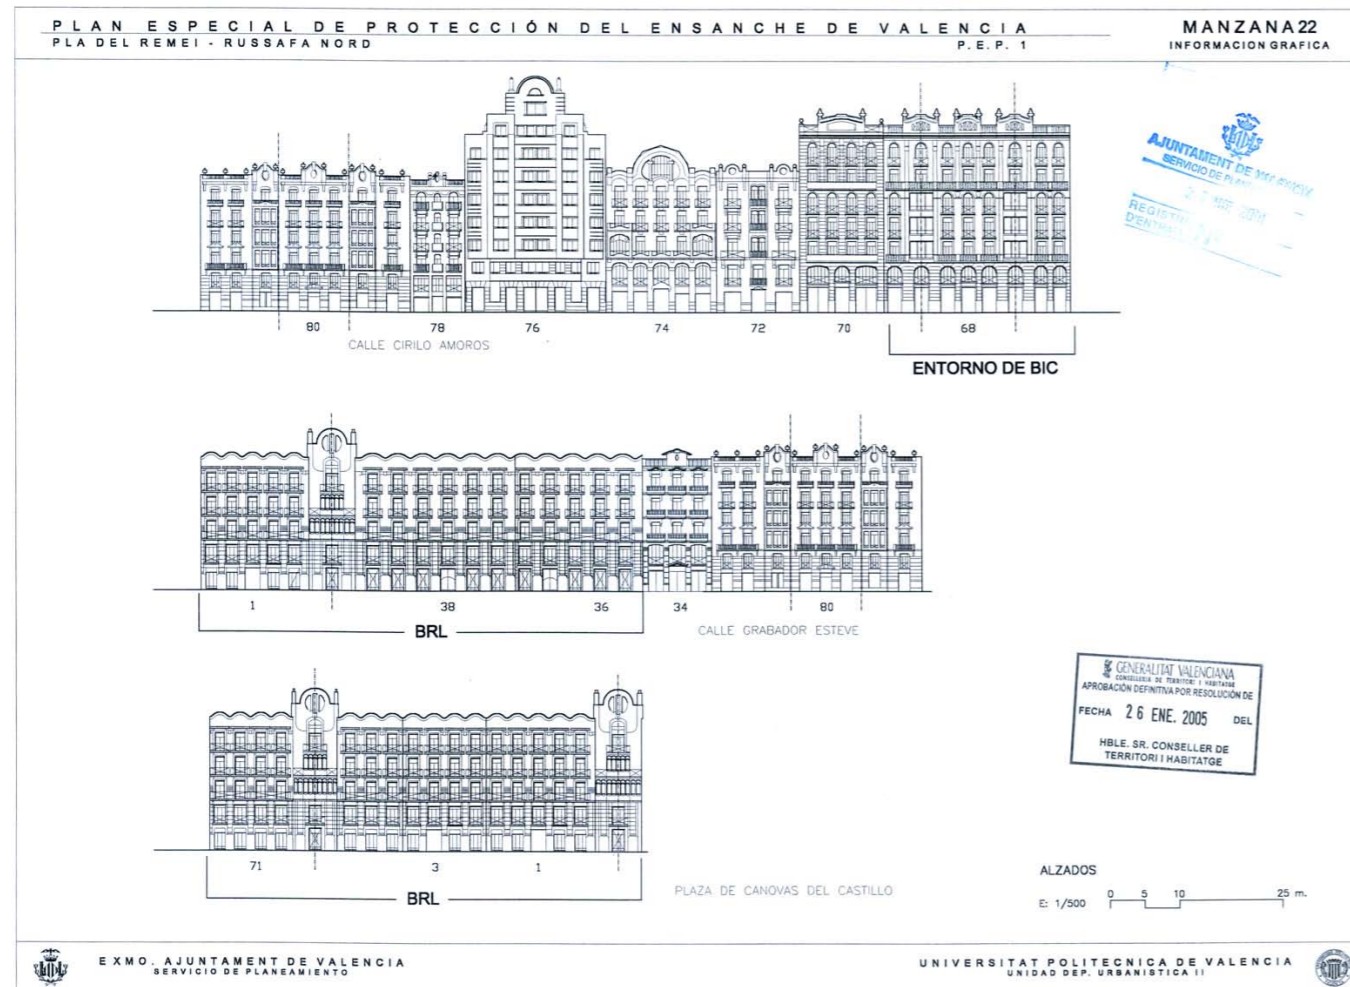 PLAN ESPECIAL DE PROTECCIÓN DEL ENSANCHE DE VALENCIA
PLA DEL REMEI - RUSSAFA NORD
P.E.P. 1
MANZANA 22
INFORMACION GRAFICA
AJUNTAMENT DE
SERVICIO DE
80 78 76 74 72 70 68
CALLE CIRILO AMOROS
ENTORNO DE BIC
1 38 36 34 80
BRL
CALLE GRABADOR ESTEVE
GENERALITAT VALENCIANA
CONSELLERIA DE TERRITORI I HABITATGE
APROBACIÓN DEFINITIVA POR RESOLUCIÓN DE
FECHA 26 ENE. 2005 DEL
HBLE. SR. CONSELLER DE
TERRITORI I HABITATGE
71 3 1
BRL
PLAZA DE CANOVAS DEL CASTILLO
ALZADOS
E: 1/500
0 5 10 25 m.
EXMO. AJUNTAMENT DE VALENCIA
SERVICIO DE PLANEAMIENTO
UNIVERSITAT POLITECNICA DE VALENCIA
UNIDAD DEP. URBANISTICA II